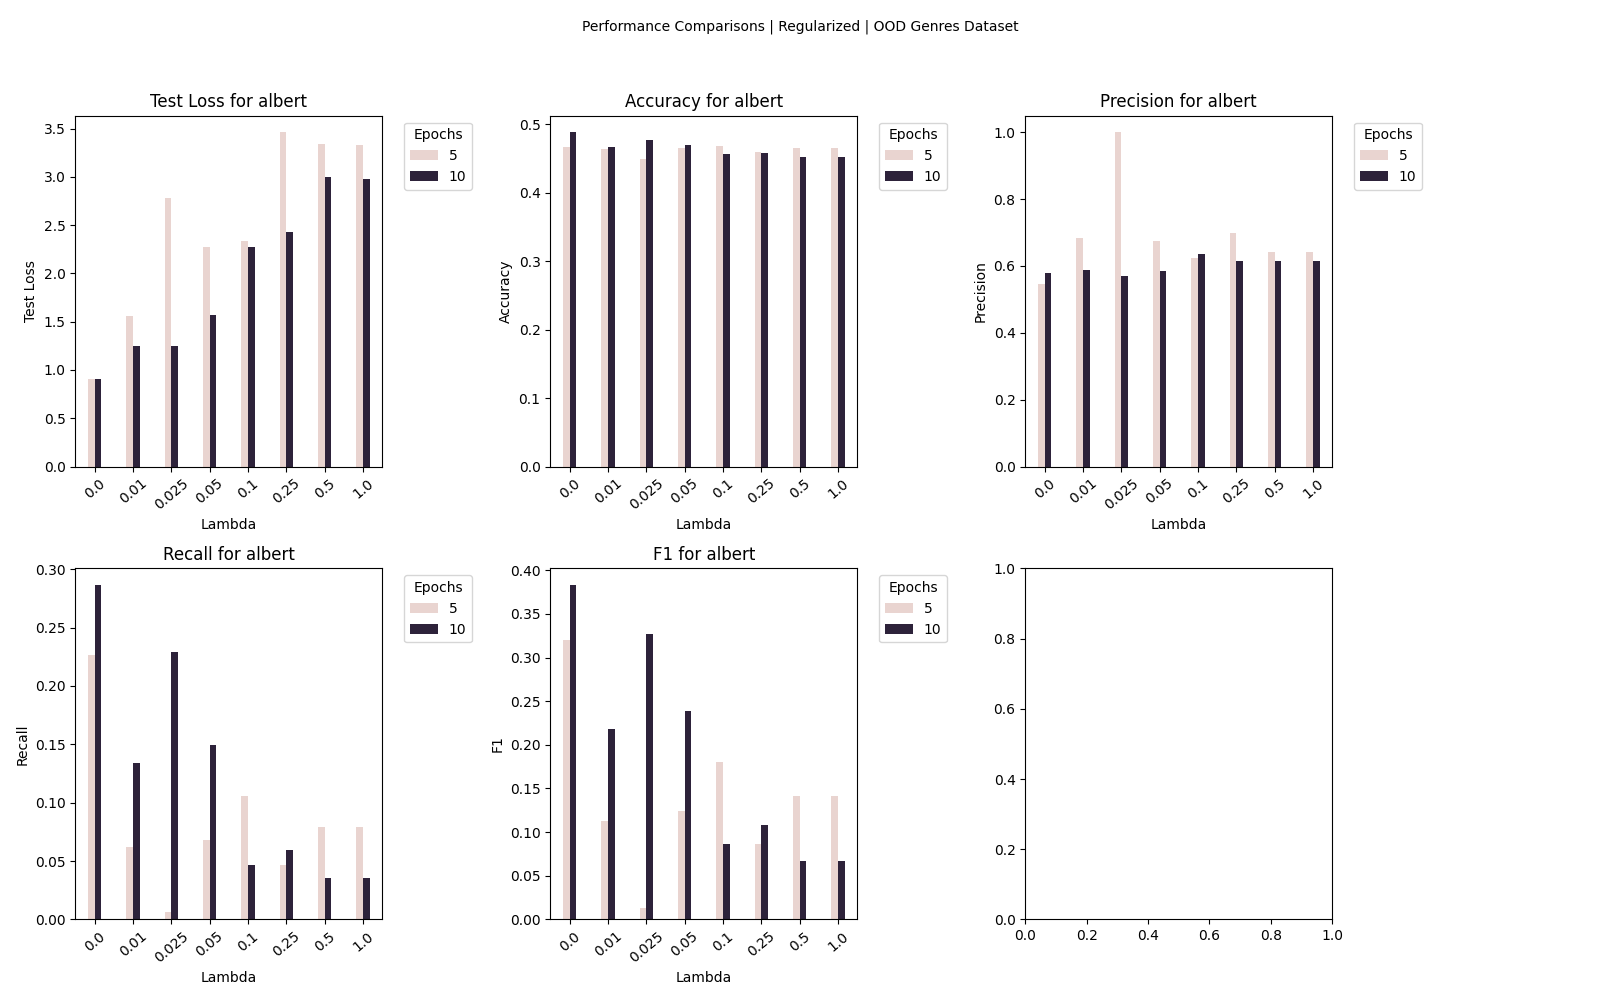 Performance Comparisons | Regularized | OOD Genres Dataset
Test Loss for albert
3.5
3.0
2.5
2.0
1.5
1.0
0.5
0.0
Test Loss
0.0 0.01 0.025 0.05 0.1 0.25 0.5 1.0
Lambda
Epochs
5
10
Accuracy for albert
0.5
0.4
0.3
0.2
0.1
0.0
Accuracy
0.0 0.01 0.025 0.05 0.1 0.25 0.5 1.0
Lambda
Epochs
5
10
Precision for albert
1.0
0.8
0.6
0.4
0.2
0.0
Precision
0.0 0.01 0.025 0.05 0.1 0.25 0.5 1.0
Lambda
Epochs
5
10
Recall for albert
0.30
0.25
0.20
0.15
0.10
0.05
0.00
Recall
0.0 0.01 0.025 0.05 0.1 0.25 0.5 1.0
Lambda
Epochs
5
10
F1 for albert
0.40
0.35
0.30
0.25
0.20
0.15
0.10
0.05
0.00
F1
0.0 0.01 0.025 0.05 0.1 0.25 0.5 1.0
Lambda
Epochs
5
10
1.0
0.8
0.6
0.4
0.2
0.0
0.0 0.2 0.4 0.6 0.8 1.0